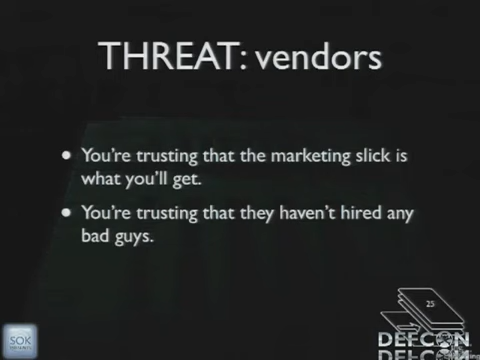 THREAT: vendors
• You're trusting that the marketing slick is
what you'll get.
• You're trusting that they haven't hired any
bad guys.
25
SOK
DEFCON